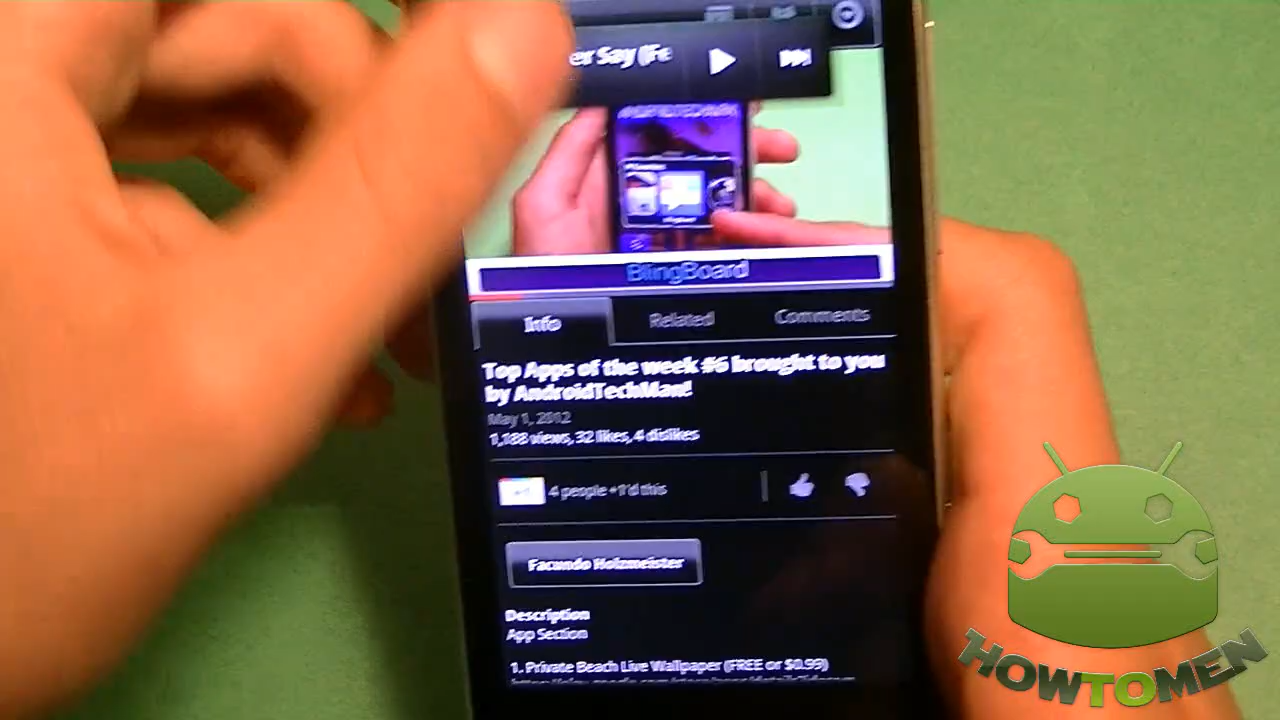 er Say (Fe
BlingBoard
Info
Related
Comments
Top Apps of the week #6 brought to you
by AndroidTechMan!
May 1, 2012
1,188 views, 32 likes, 4 dislikes
4 people +1'd this
Facundo Holzmeister
Description
App Section
1. Private Beach Live Wallpaper (FREE or $0.99)
HOWTOMEN